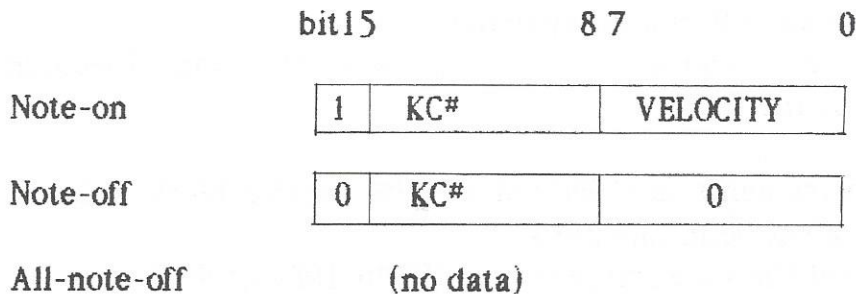 bit15 8 7 0
Note-on 1 KC# VELOCITY
Note-off 0 KC# 0
All-note-off (no data)